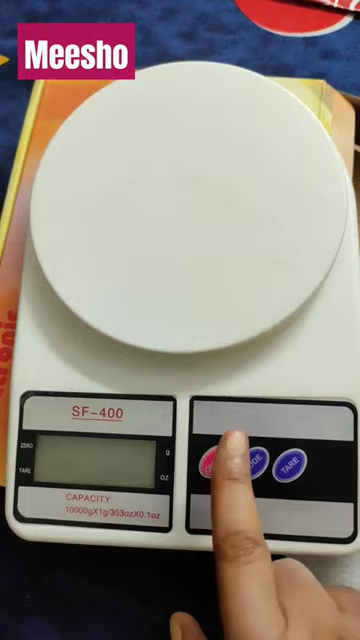 Meesho
SF-400
ZERO
g
TARE
OZ
CAPACITY
10000gX1g/353ozX0.1oz
TARE